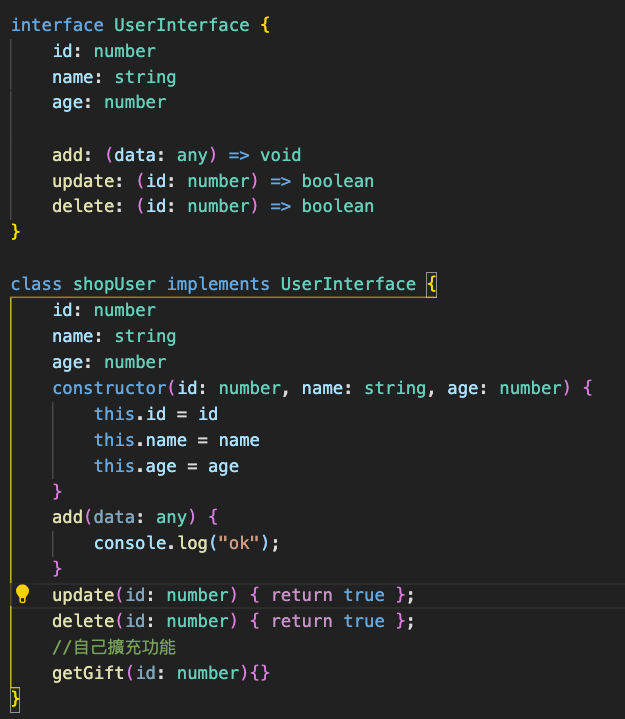 interface UserInterface {
    id: number
    name: string
    age: number

    add: (data: any) => void
    update: (id: number) => boolean
    delete: (id: number) => boolean
}

class shopUser implements UserInterface {
    id: number
    name: string
    age: number
    constructor(id: number, name: string, age: number) {
        this.id = id
        this.name = name
        this.age = age
    }
    add(data: any) {
        console.log("ok");
    }
    update(id: number) { return true };
    delete(id: number) { return true };
    //自己擴充功能
    getGift(id: number){}
}